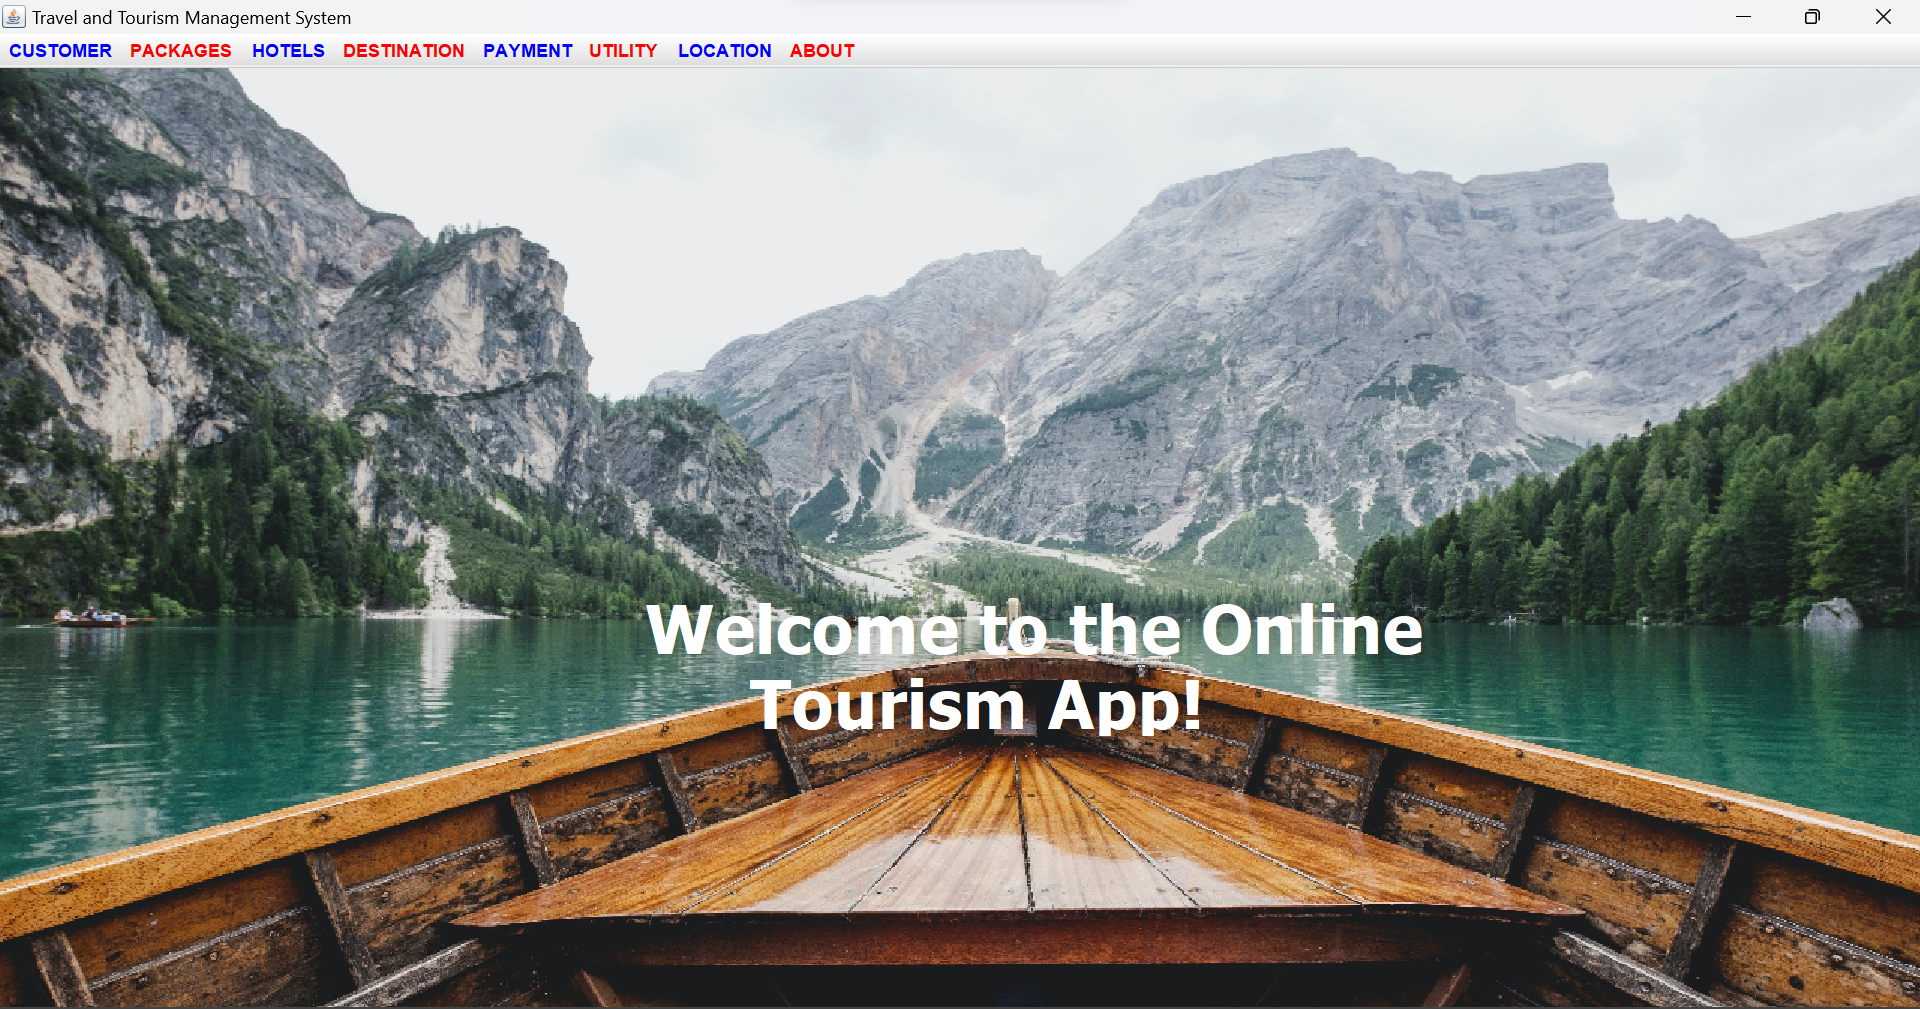 Travel and Tourism Management System
CUSTOMER PACKAGES HOTELS DESTINATION PAYMENT UTILITY LOCATION ABOUT
Welcome to the Online
Tourism App!